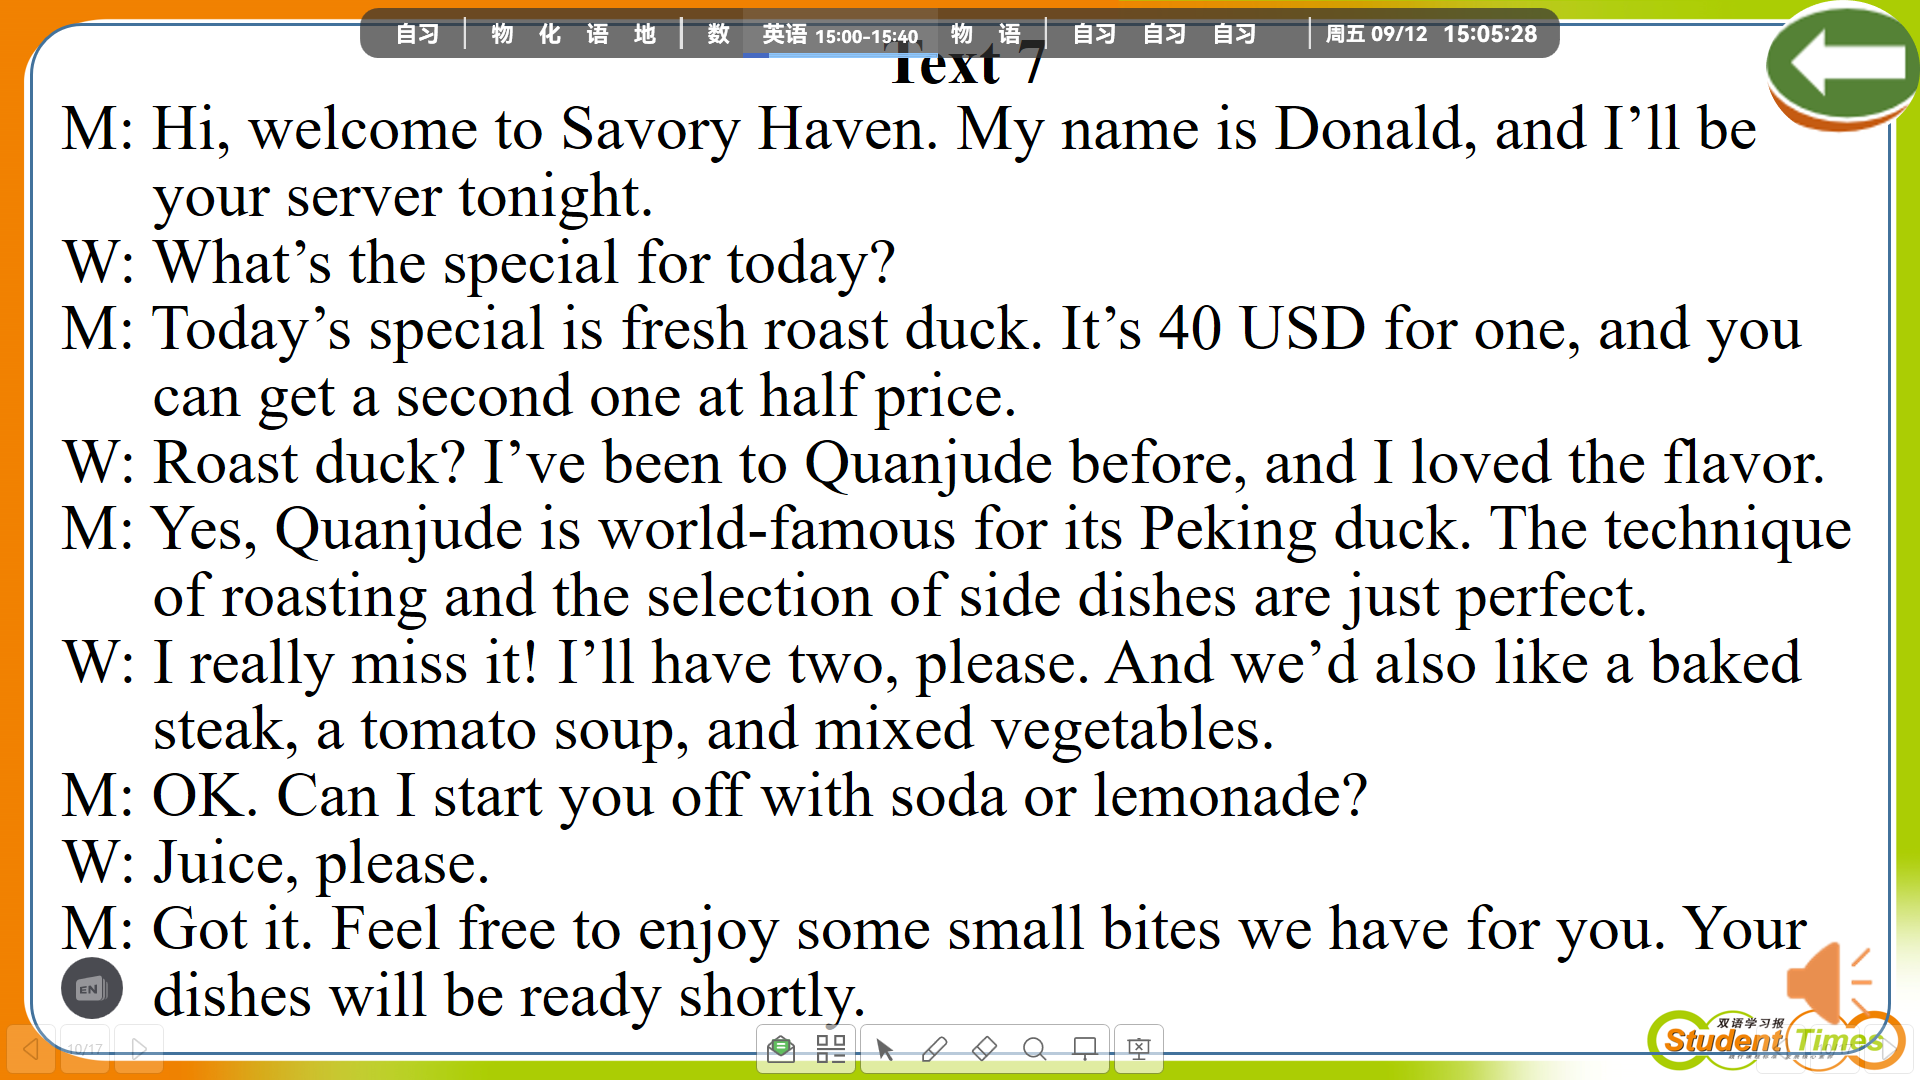 自习 物 化 语 地 数 英语 15:00-15:40 物 语 自习 自习 自习 周五 09/12 15:05:28
Text 7
M: Hi, welcome to Savory Haven. My name is Donald, and I’ll be
your server tonight.
W: What’s the special for today?
M: Today’s special is fresh roast duck. It’s 40 USD for one, and you
can get a second one at half price.
W: Roast duck? I’ve been to Quanjude before, and I loved the flavor.
M: Yes, Quanjude is world-famous for its Peking duck. The technique
of roasting and the selection of side dishes are just perfect.
W: I really miss it! I’ll have two, please. And we’d also like a baked
steak, a tomato soup, and mixed vegetables.
M: OK. Can I start you off with soda or lemonade?
W: Juice, please.
M: Got it. Feel free to enjoy some small bites we have for you. Your
dishes will be ready shortly.
EN
10/17
双语学习报
Student Times